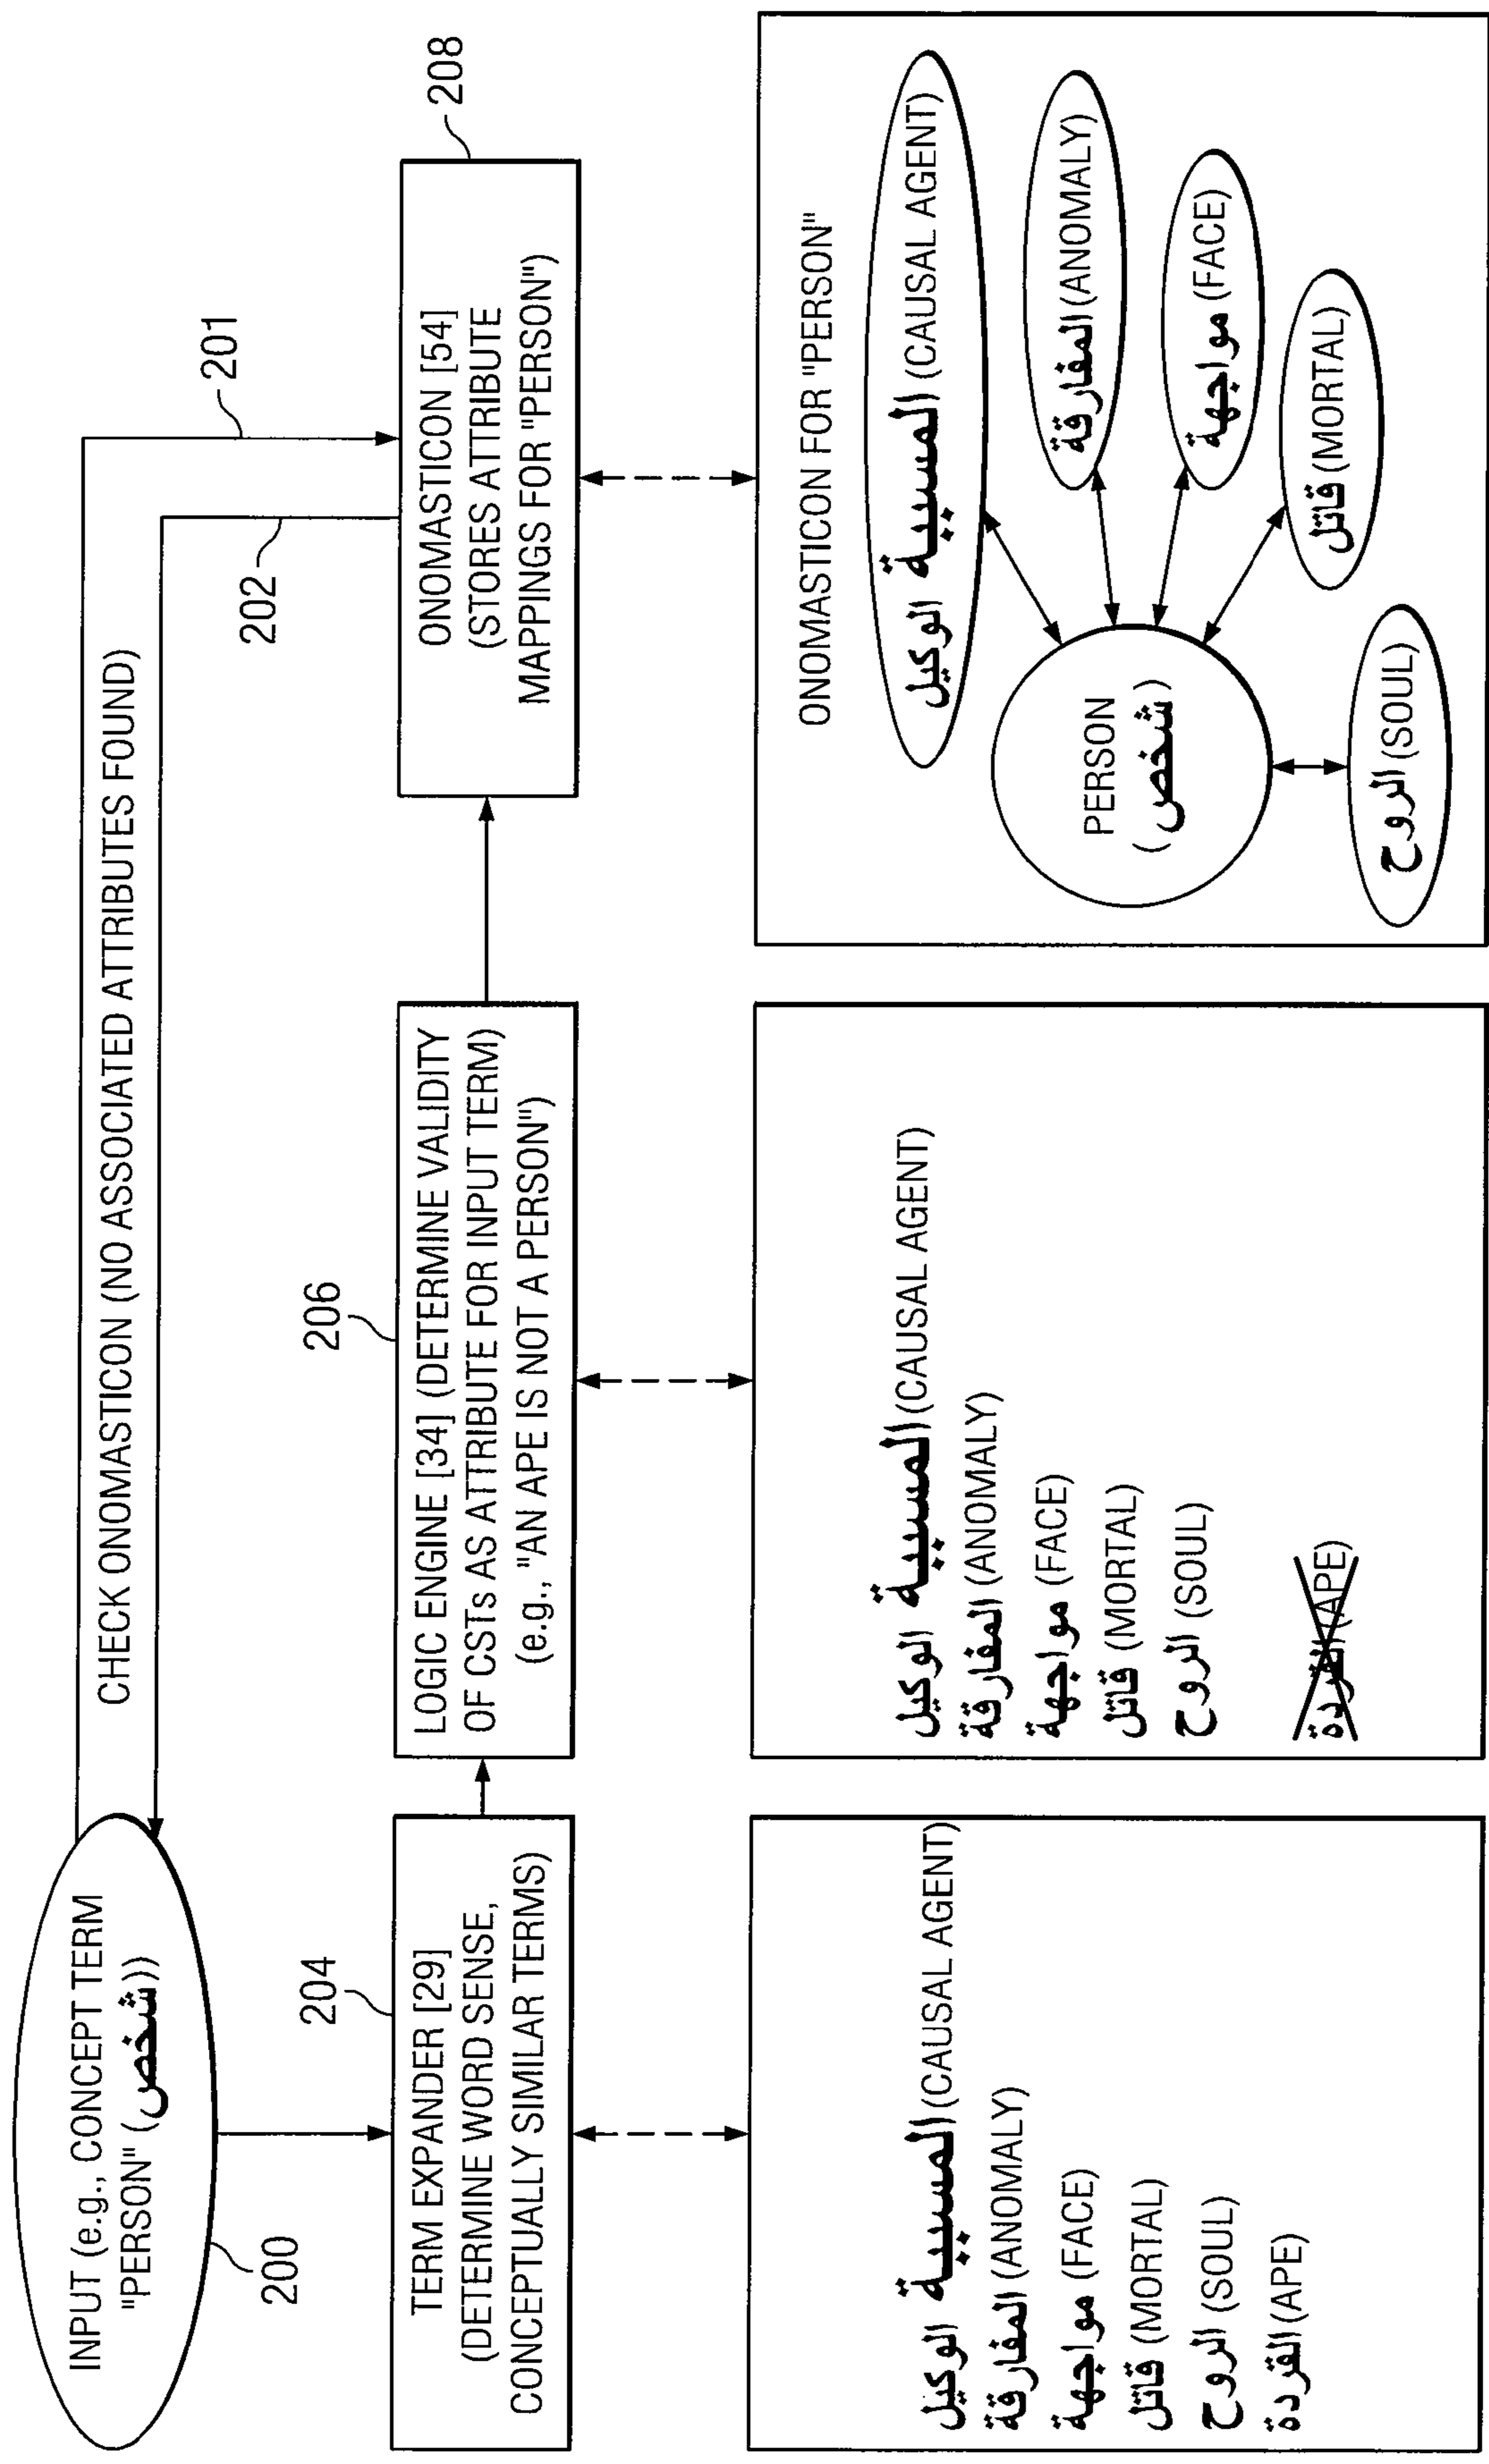 CHECK ONOMASTICON (NO ASSOCIATED ATTRIBUTES FOUND)
201
202
INPUT (e.g., CONCEPT TERM
"PERSON" (شخص))
200
204
TERM EXPANDER [29]
(DETERMINE WORD SENSE,
CONCEPTUALLY SIMILAR TERMS)
206
LOGIC ENGINE [34] (DETERMINE VALIDITY
OF CSTs AS ATTRIBUTE FOR INPUT TERM)
(e.g., "AN APE IS NOT A PERSON")
208
ONOMASTICON [54]
(STORES ATTRIBUTE
MAPPINGS FOR "PERSON")
الوكيل المسببة (CAUSAL AGENT)
المفارقة (ANOMALY)
مواجهة (FACE)
قاتل (MORTAL)
الروح (SOUL)
القردة (APE)
الوكيل المسببة (CAUSAL AGENT)
المفارقة (ANOMALY)
مواجهة (FACE)
قاتل (MORTAL)
الروح (SOUL)
القردة (APE)
ONOMASTICON FOR "PERSON"
الوكيل المسببة (CAUSAL AGENT)
المفارقة (ANOMALY)
مواجهة (FACE)
قاتل (MORTAL)
PERSON
(شخص)
الروح (SOUL)